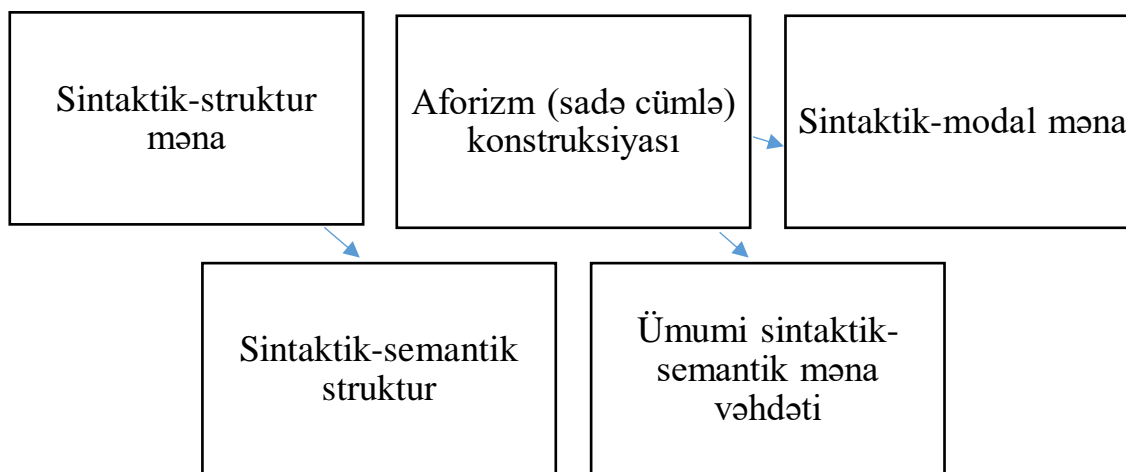 Sintaktik-struktur
məna
Aforizm (sadə cümlə)
konstruksiyası
Sintaktik-modal məna
Sintaktik-semantik
struktur
Ümumi sintaktik-
semantik məna
vəhdəti